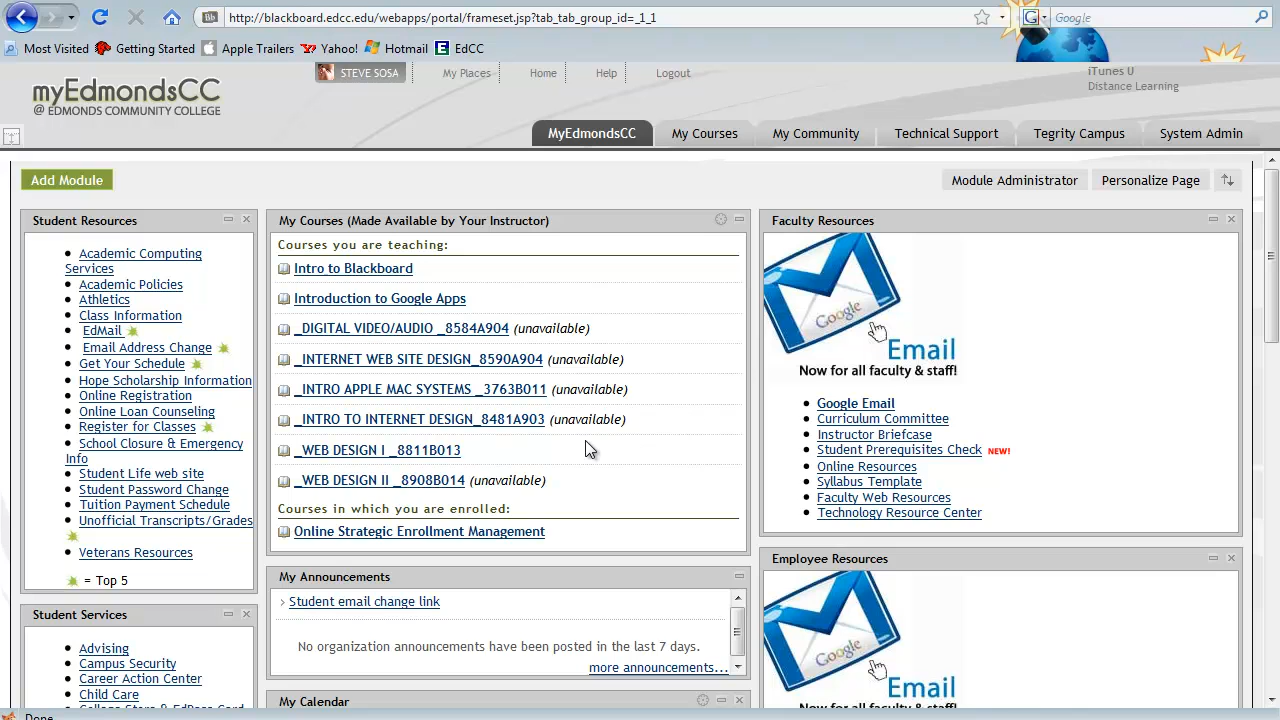 Bb http://blackboard.edcc.edu/webapps/portal/frameset.jsp?tab_tab_group_id=_1_1 G Google
Most Visited Getting Started Apple Trailers Yahoo! Hotmail E EdCC
myEdmondsCC
@ EDMONDS COMMUNITY COLLEGE
STEVE SOSA My Places Home Help Logout
iTunes U
Distance Learning
MyEdmondsCC My Courses My Community Technical Support Tegrity Campus System Admin
Add Module Module Administrator Personalize Page
Student Resources
Academic Computing
Services
Academic Policies
Athletics
Class Information
EdMail
Email Address Change
Get Your Schedule
Hope Scholarship Information
Online Registration
Online Loan Counseling
Register for Classes
School Closure & Emergency
Info
Student Life web site
Student Password Change
Tuition Payment Schedule
Unofficial Transcripts/Grades
Veterans Resources
= Top 5
Student Services
Advising
Campus Security
Career Action Center
Child Care
My Courses (Made Available by Your Instructor)
Courses you are teaching:
Intro to Blackboard
Introduction to Google Apps
_DIGITAL VIDEO/AUDIO _8584A904 (unavailable)
_INTERNET WEB SITE DESIGN_8590A904 (unavailable)
_INTRO APPLE MAC SYSTEMS _3763B011 (unavailable)
_INTRO TO INTERNET DESIGN_8481A903 (unavailable)
_WEB DESIGN I _8811B013
_WEB DESIGN II _8908B014 (unavailable)
Courses in which you are enrolled:
Online Strategic Enrollment Management
My Announcements
Student email change link
No organization announcements have been posted in the last 7 days.
more announcements...
My Calendar
Faculty Resources
Google
Email
Now for all faculty & staff!
Google Email
Curriculum Committee
Instructor Briefcase
Student Prerequisites Check NEW!
Online Resources
Syllabus Template
Faculty Web Resources
Technology Resource Center
Employee Resources
Google
Email
Done